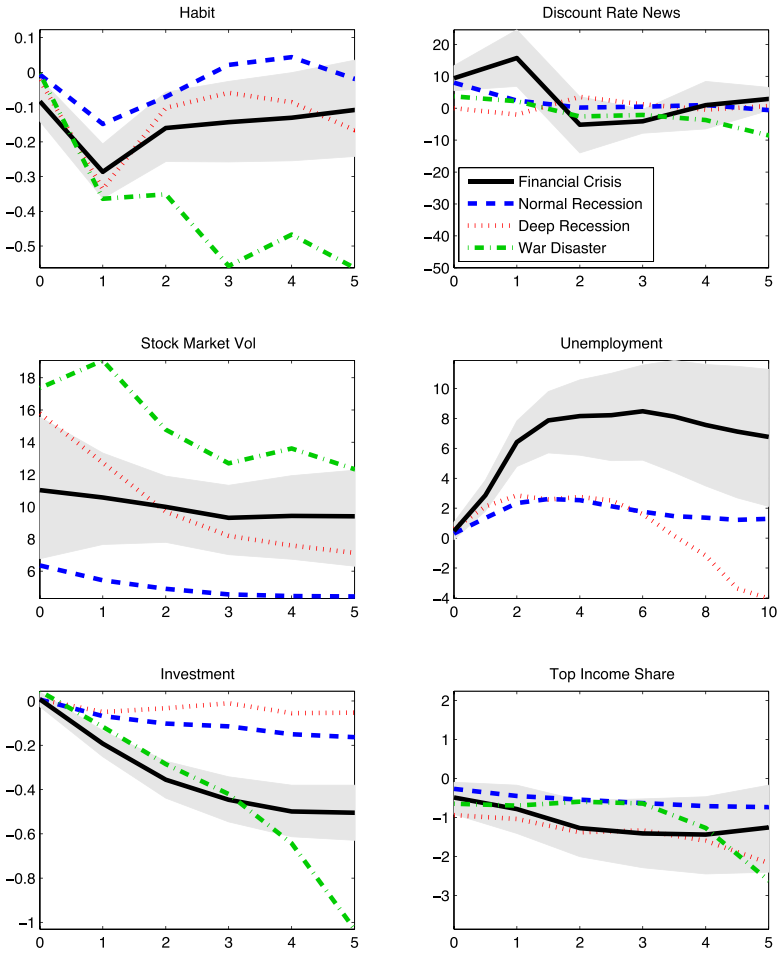 Habit
0.1
0
−0.1
−0.2
−0.3
−0.4
−0.5
0 1 2 3 4 5
Discount Rate News
20
10
0
−10
−20
−30
−40
−50
0 1 2 3 4 5
Financial Crisis
Normal Recession
Deep Recession
War Disaster
Stock Market Vol
18
16
14
12
10
8
6
0 1 2 3 4 5
Unemployment
10
8
6
4
2
0
−2
−4
0 2 4 6 8 10
Investment
0
−0.2
−0.4
−0.6
−0.8
−1
0 1 2 3 4 5
Top Income Share
2
1
0
−1
−2
−3
0 1 2 3 4 5